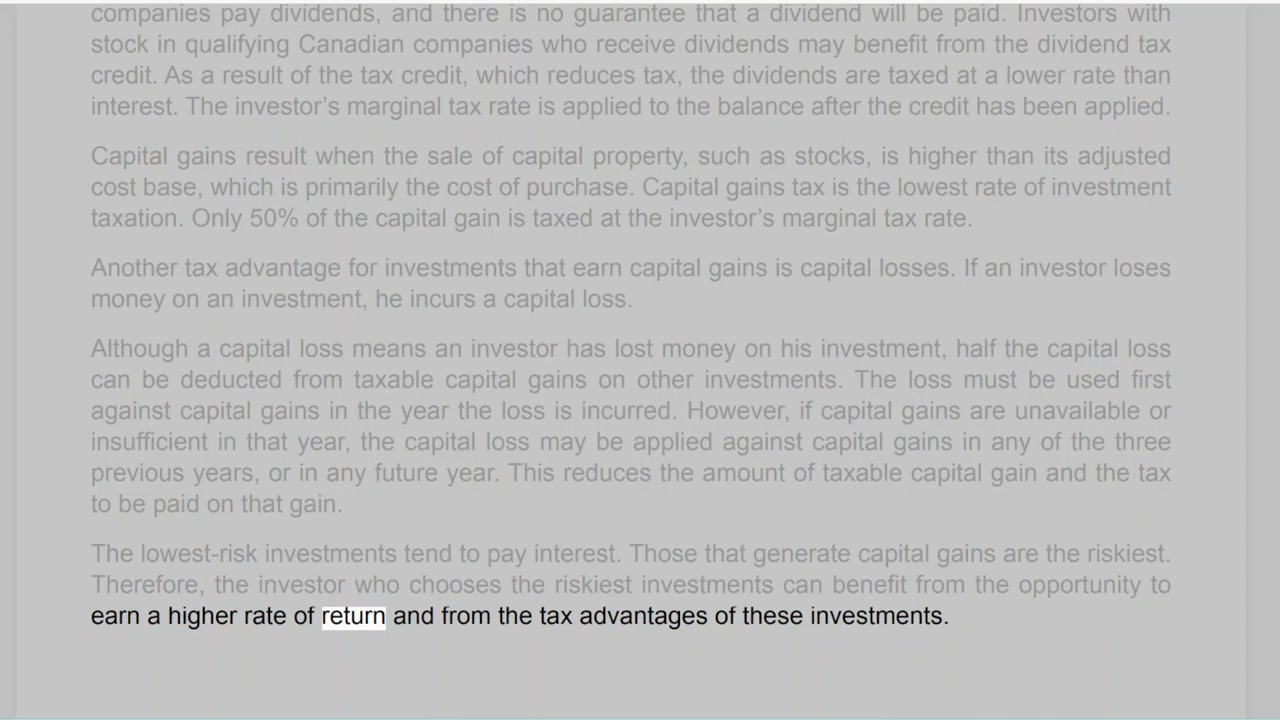 companies pay dividends, and there is no guarantee that a dividend will be paid. Investors with
stock in qualifying Canadian companies who receive dividends may benefit from the dividend tax
credit. As a result of the tax credit, which reduces tax, the dividends are taxed at a lower rate than
interest. The investor’s marginal tax rate is applied to the balance after the credit has been applied.
Capital gains result when the sale of capital property, such as stocks, is higher than its adjusted
cost base, which is primarily the cost of purchase. Capital gains tax is the lowest rate of investment
taxation. Only 50% of the capital gain is taxed at the investor’s marginal tax rate.
Another tax advantage for investments that earn capital gains is capital losses. If an investor loses
money on an investment, he incurs a capital loss.
Although a capital loss means an investor has lost money on his investment, half the capital loss
can be deducted from taxable capital gains on other investments. The loss must be used first
against capital gains in the year the loss is incurred. However, if capital gains are unavailable or
insufficient in that year, the capital loss may be applied against capital gains in any of the three
previous years, or in any future year. This reduces the amount of taxable capital gain and the tax
to be paid on that gain.
The lowest-risk investments tend to pay interest. Those that generate capital gains are the riskiest.
Therefore, the investor who chooses the riskiest investments can benefit from the opportunity to
earn a higher rate of return and from the tax advantages of these investments.